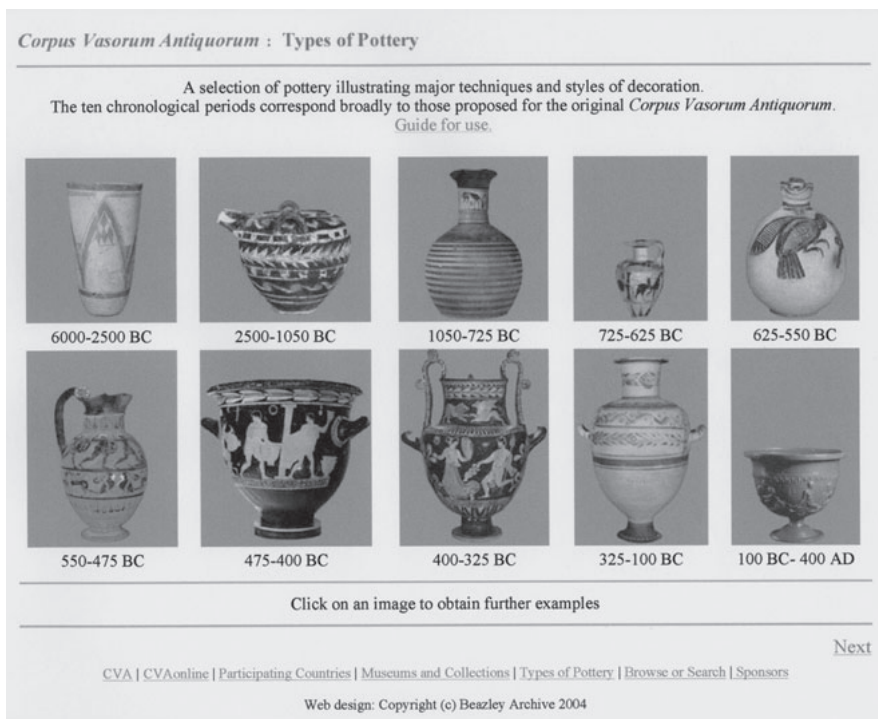 Corpus Vasorum Antiquorum : Types of Pottery
A selection of pottery illustrating major techniques and styles of decoration.
The ten chronological periods correspond broadly to those proposed for the original Corpus Vasorum Antiquorum.
Guide for use.
6000-2500 BC 2500-1050 BC 1050-725 BC 725-625 BC 625-550 BC
550-475 BC 475-400 BC 400-325 BC 325-100 BC 100 BC- 400 AD
Click on an image to obtain further examples
Next
CVA | CVAonline | Participating Countries | Museums and Collections | Types of Pottery | Browse or Search | Sponsors
Web design: Copyright (c) Beazley Archive 2004